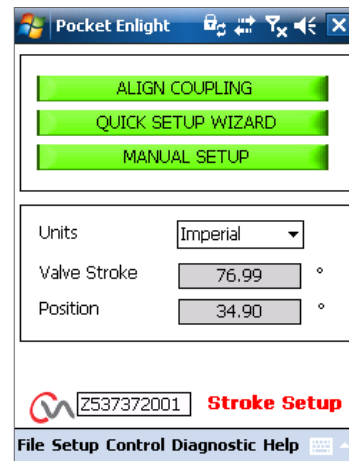 Pocket Enlight
ALIGN COUPLING
QUICK SETUP WIZARD
MANUAL SETUP
Units Imperial
Valve Stroke 76.99 °
Position 34.90 °
Z537372001 Stroke Setup
File Setup Control Diagnostic Help